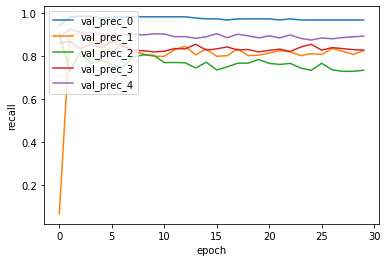 1.0
0.8
0.6
0.4
0.2
recall
val_prec_0
val_prec_1
val_prec_2
val_prec_3
val_prec_4
0 5 10 15 20 25 30
epoch